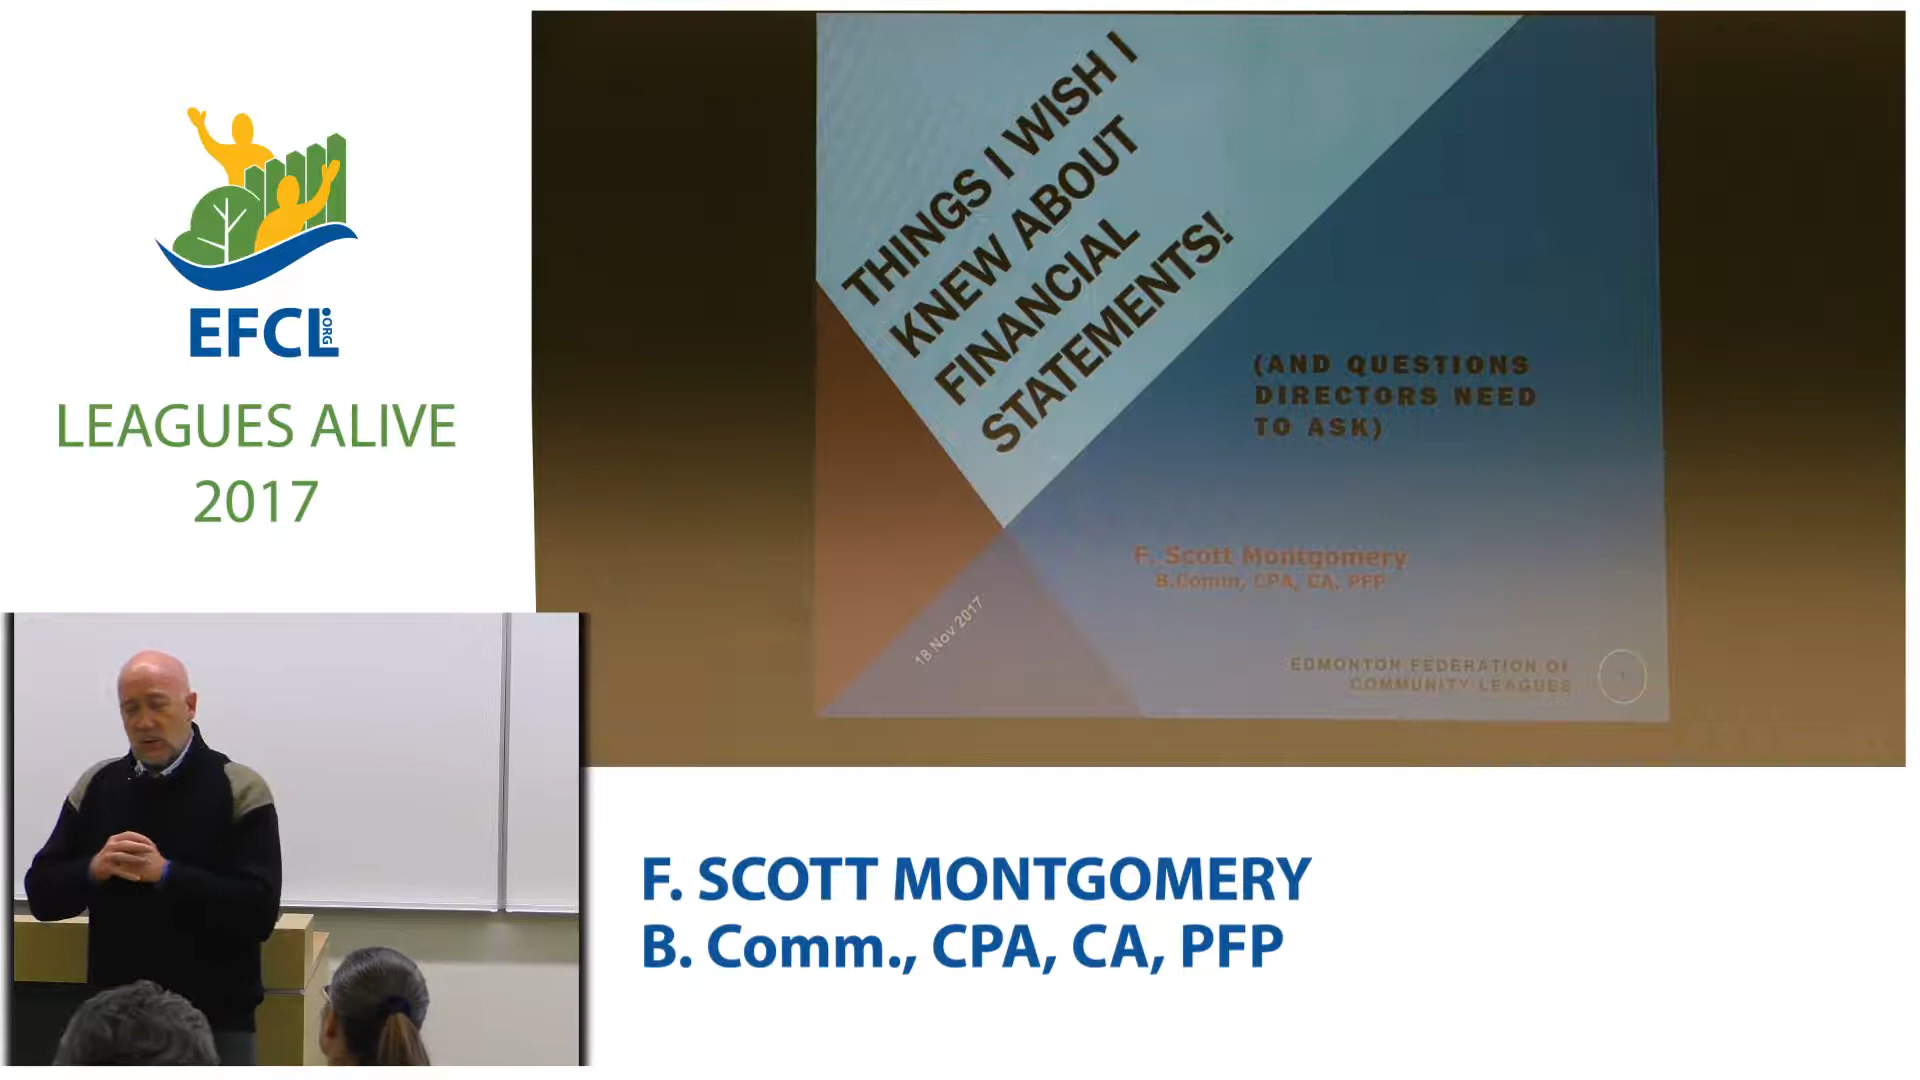 EFCL.ORG
LEAGUES ALIVE
2017
THINGS I WISH I
KNEW ABOUT
FINANCIAL
STATEMENTS!
(AND QUESTIONS
DIRECTORS NEED
TO ASK)
F. Scott Montgomery
B.Comm, CPA, CA, PFP
18 Nov 2017
EDMONTON FEDERATION OF
COMMUNITY LEAGUES
F. SCOTT MONTGOMERY
B. Comm., CPA, CA, PFP